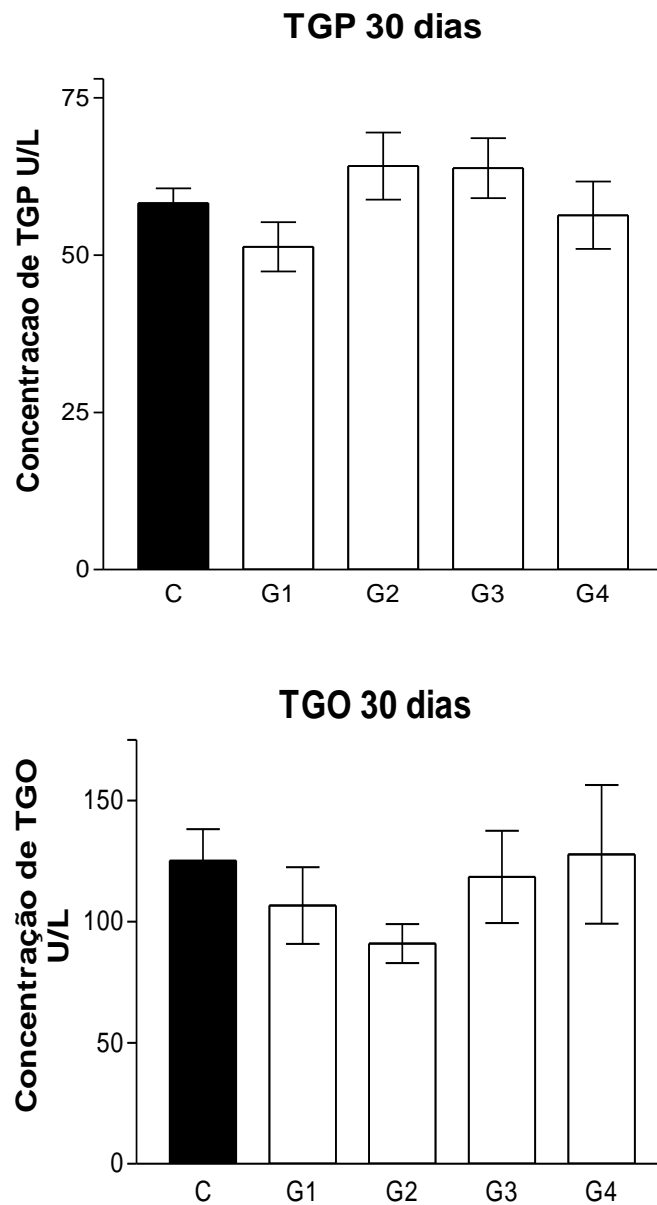 TGP 30 dias
Concentracao de TGP U/L
75
50
25
0
C G1 G2 G3 G4
TGO 30 dias
Concentração de TGO
U/L
150
100
50
0
C G1 G2 G3 G4